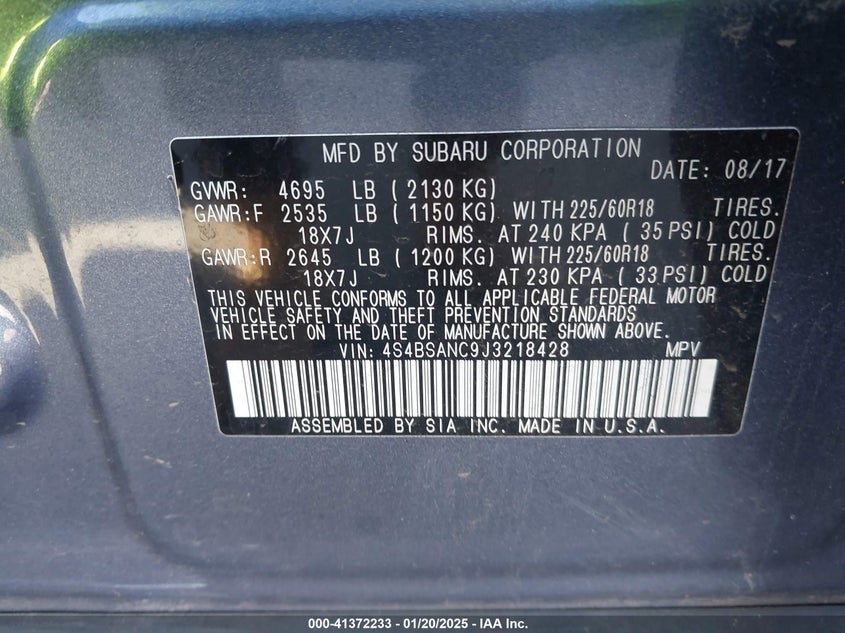 MFD BY SUBARU CORPORATION
DATE: 08/17
GVWR: 4695 LB ( 2130 KG)
GAWR:F 2535 LB ( 1150 KG) WITH 225/60R18 TIRES.
18X7J RIMS. AT 240 KPA ( 35 PSI) COLD
GAWR:R 2645 LB ( 1200 KG) WITH 225/60R18 TIRES.
18X7J RIMS. AT 230 KPA ( 33 PSI) COLD
THIS VEHICLE CONFORMS TO ALL APPLICABLE FEDERAL MOTOR
VEHICLE SAFETY AND THEFT PREVENTION STANDARDS
IN EFFECT ON THE DATE OF MANUFACTURE SHOWN ABOVE.
VIN: 4S4BSANC9J3218428 MPV
ASSEMBLED BY SIA INC. MADE IN U.S.A.
000-41372233 - 01/20/2025 - IAA Inc.